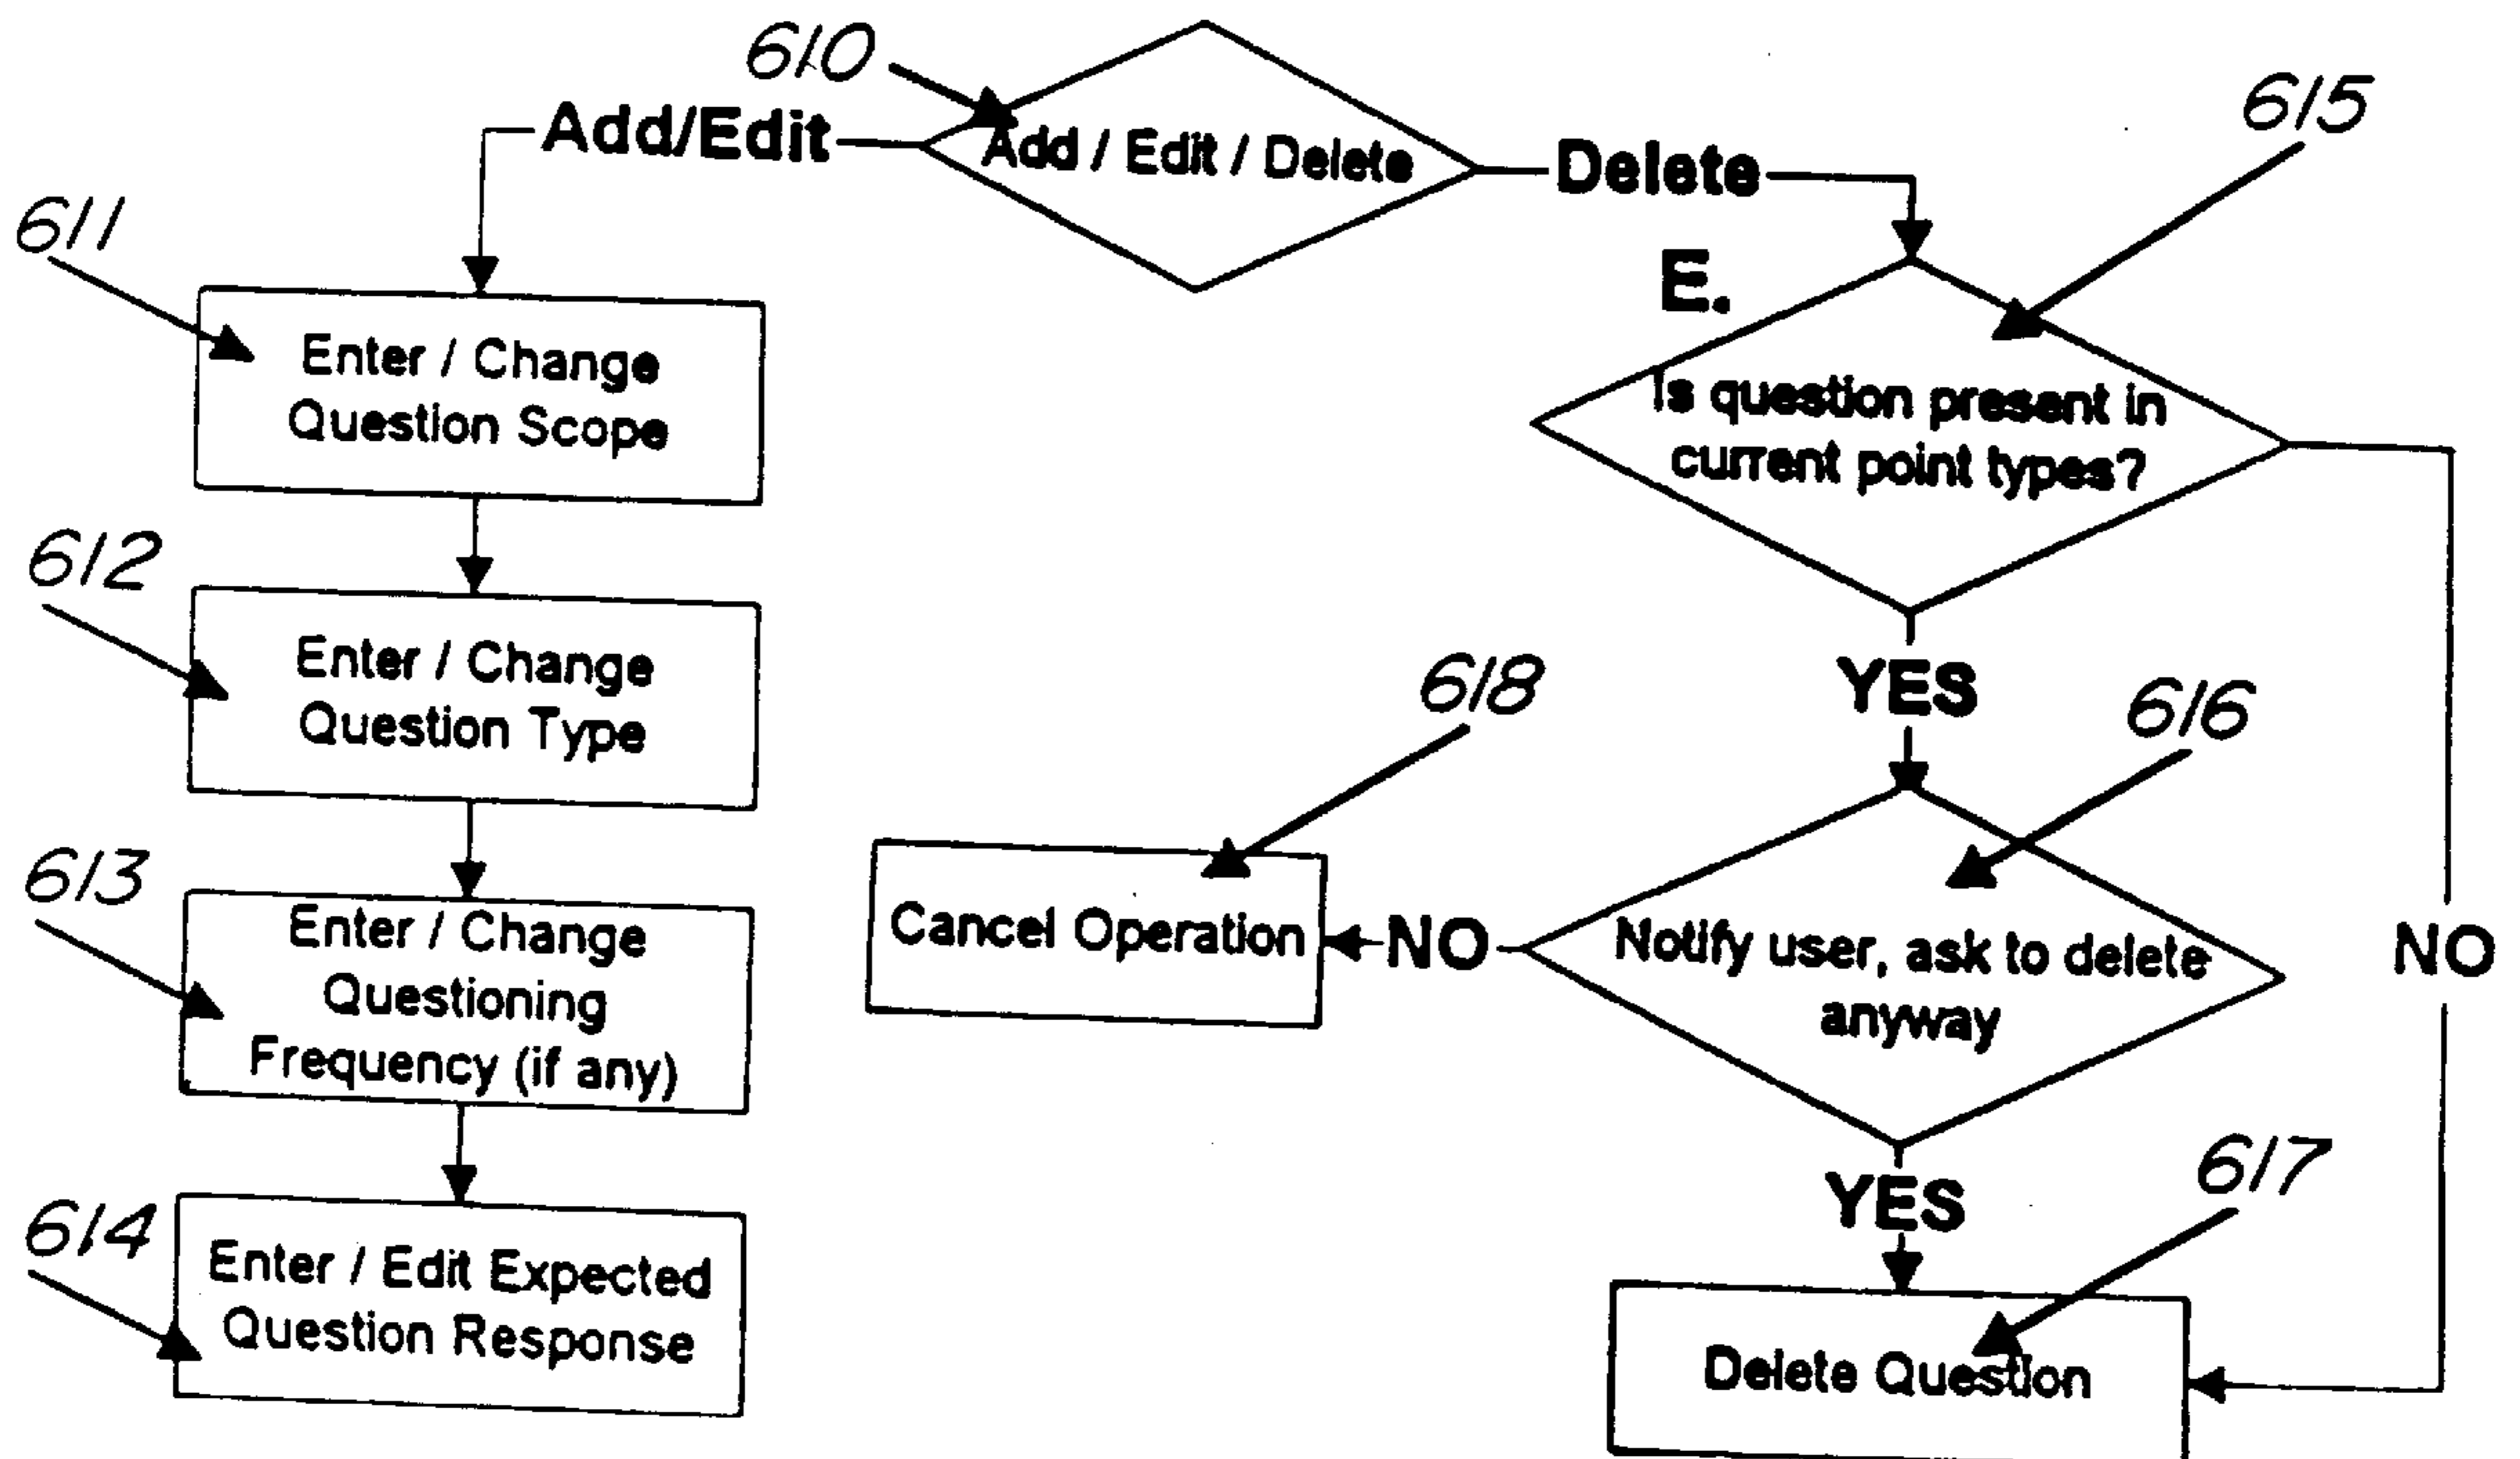 610
Add/Edit
Add / Edit / Delete
Delete
615
611
Enter / Change
Question Scope
E.
Is question present in
current point types?
612
Enter / Change
Question Type
YES
618
616
613
Enter / Change
Questioning
Frequency (if any)
Cancel Operation
NO
Notify user, ask to delete
anyway
NO
614
Enter / Edit Expected
Question Response
YES
617
Delete Question